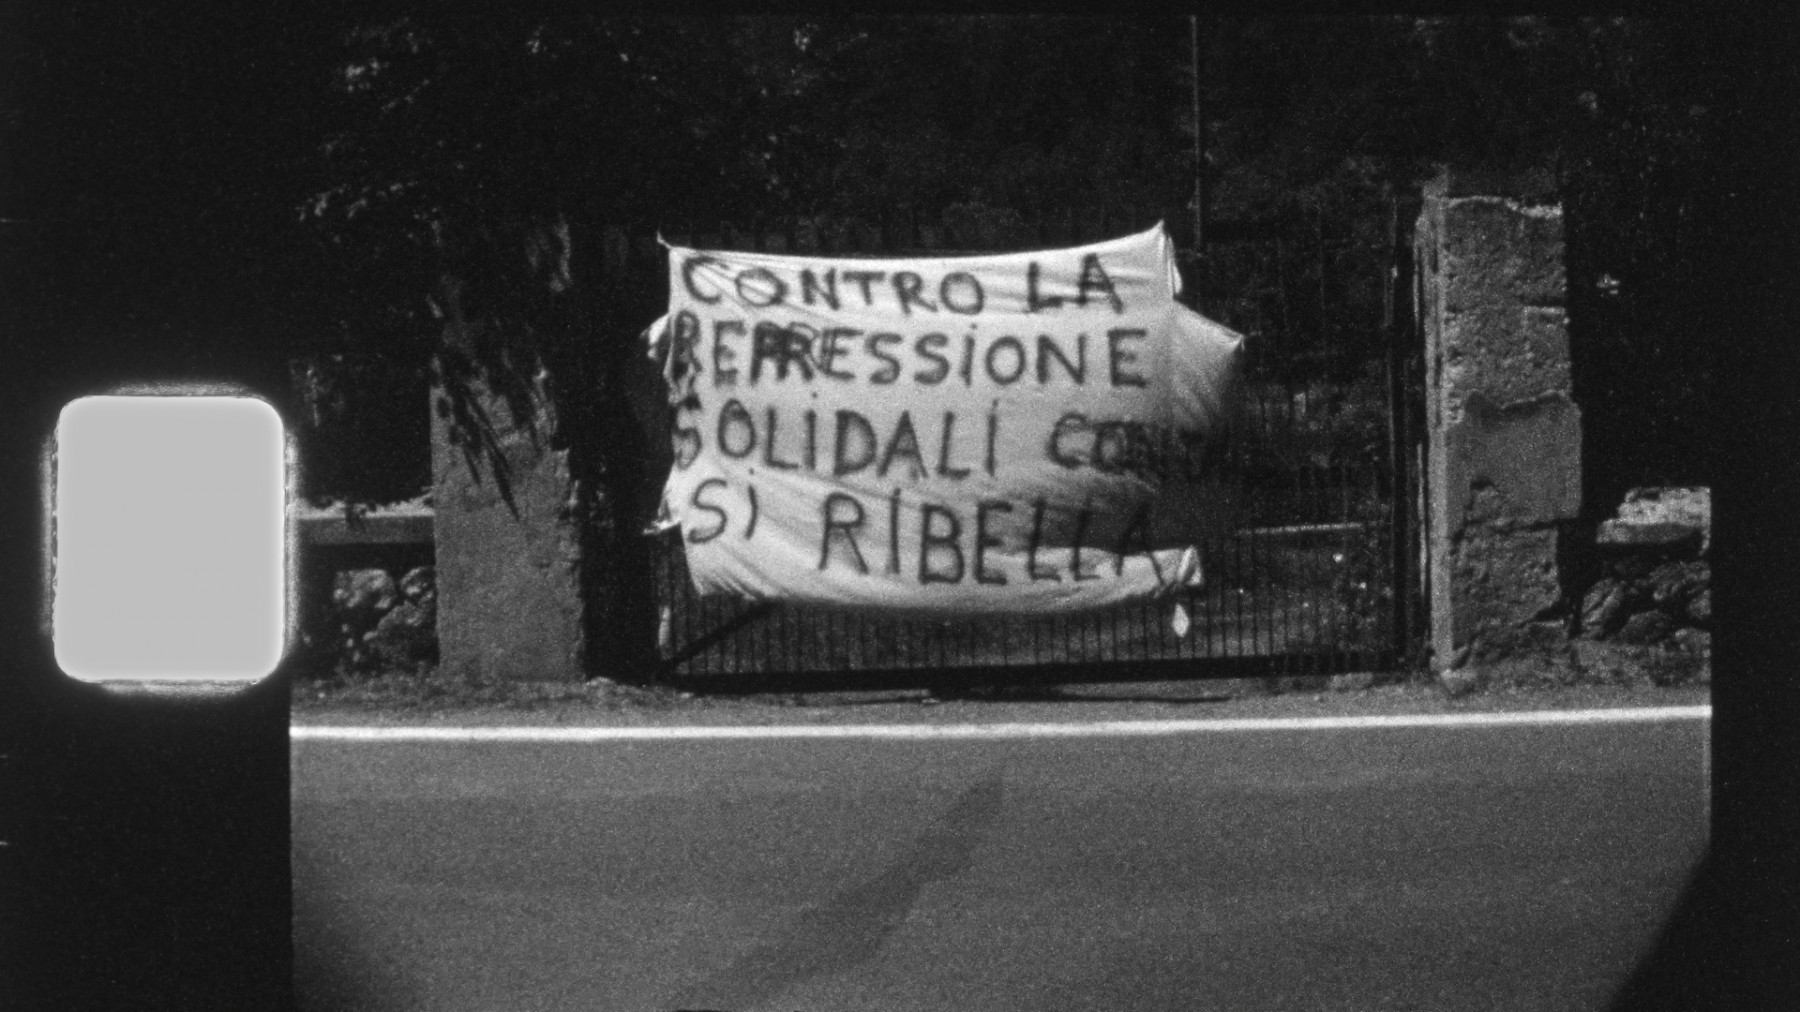 CONTRO LA
REPRESSIONE
SOLIDALI CON
SI RIBELLA